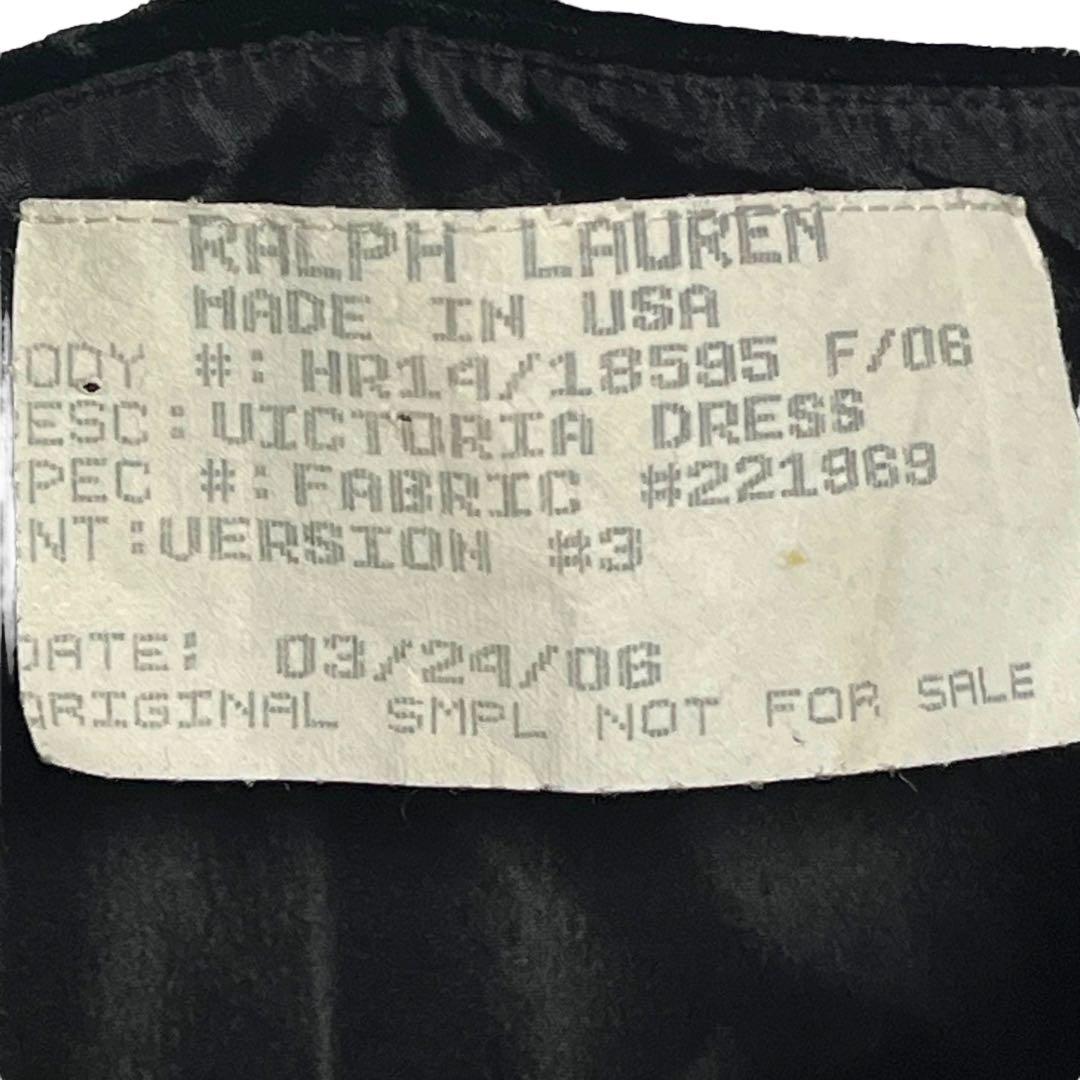 RALPH LAUREN
MADE IN USA
ODY #: HR14/18595 F/06
ESC: VICTORIA DRESS
PEC #: FABRIC #221969
NT: VERSION #3
DATE: 03/24/06
ORIGINAL SMPL NOT FOR SALE